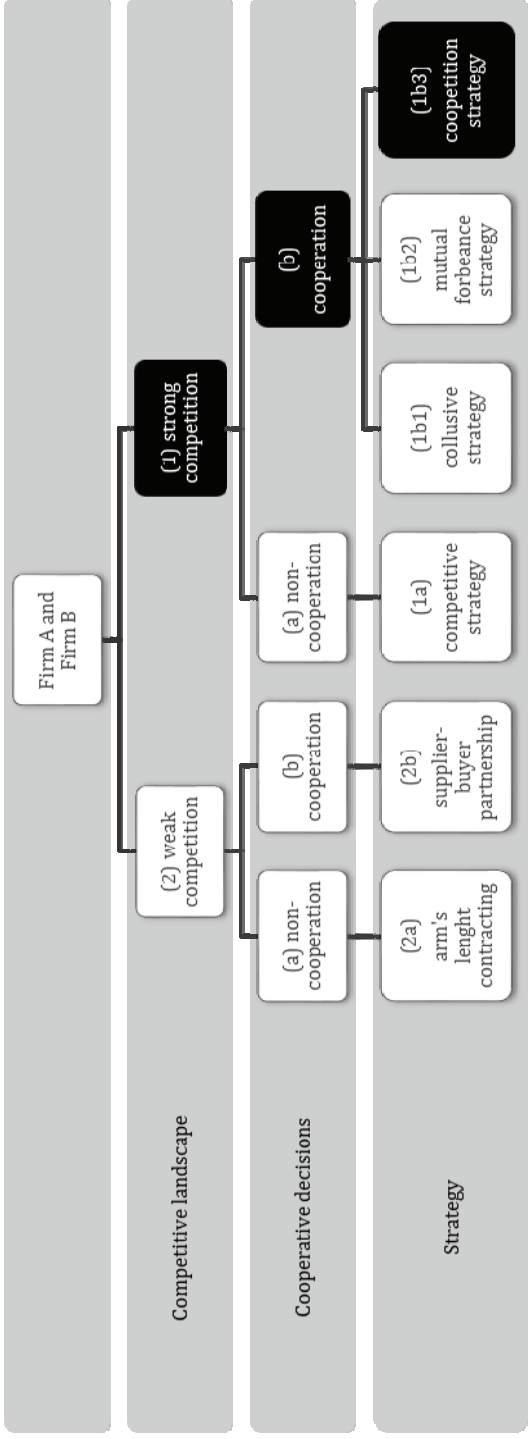 Firm A and
Firm B
Competitive landscape
(2) weak
competition
(1) strong
competition
Cooperative decisions
(a) non-
cooperation
(b)
cooperation
(a) non-
cooperation
(b)
cooperation
Strategy
(2a)
arm's
lenght
contracting
(2b)
supplier-
buyer
partnership
(1a)
competitive
strategy
(1b1)
collusive
strategy
(1b2)
mutual
forbeance
strategy
(1b3)
coopetition
strategy